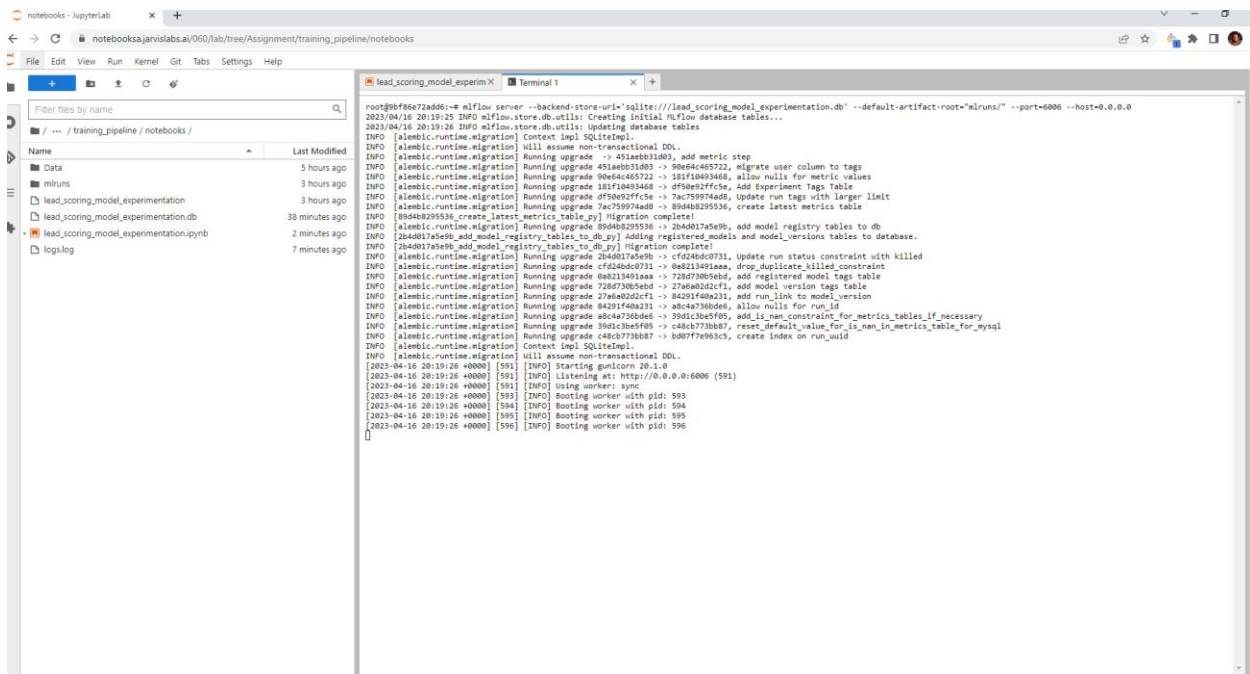 notebooks - JupyterLab
notebooksa.jarvislabs.ai/060/lab/tree/Assignment/training_pipeline/notebooks
File Edit View Run Kernel Git Tabs Settings Help
Filter files by name
/ ··· / training_pipeline / notebooks /
Name Last Modified
Data 5 hours ago
mlruns 3 hours ago
lead_scoring_model_experimentation 3 hours ago
lead_scoring_model_experimentation.db 38 minutes ago
lead_scoring_model_experimentation.ipynb 2 minutes ago
logs.log 7 minutes ago
lead_scoring_model_experim Terminal 1
root@9bf86e72add6:~# mlflow server --backend-store-uri='sqlite:///lead_scoring_model_experimentation.db' --default-artifact-root="mlruns/" --port=6006 --host=0.0.0.0
2023/04/16 20:19:25 INFO mlflow.store.db.utils: Creating initial MLflow database tables...
2023/04/16 20:19:26 INFO mlflow.store.db.utils: Updating database tables
INFO [alembic.runtime.migration] Context impl SQLiteImpl.
INFO [alembic.runtime.migration] Will assume non-transactional DDL.
INFO [alembic.runtime.migration] Running upgrade -> 451aebb31d03, add metric step
INFO [alembic.runtime.migration] Running upgrade 451aebb31d03 -> 90e64c465722, migrate user column to tags
INFO [alembic.runtime.migration] Running upgrade 90e64c465722 -> 181f10493468, allow nulls for metric values
INFO [alembic.runtime.migration] Running upgrade 181f10493468 -> df50e92ffc5e, Add Experiment Tags Table
INFO [alembic.runtime.migration] Running upgrade df50e92ffc5e -> 7ac759974ad8, Update run tags with larger limit
INFO [alembic.runtime.migration] Running upgrade 7ac759974ad8 -> 89d4b8295536, create latest metrics table
INFO [89d4b8295536_create_latest_metrics_table_py] Migration complete!
INFO [alembic.runtime.migration] Running upgrade 89d4b8295536 -> 2b4d017a5e9b, add model registry tables to db
INFO [2b4d017a5e9b_add_model_registry_tables_to_db_py] Adding registered_models and model_versions tables to database.
INFO [2b4d017a5e9b_add_model_registry_tables_to_db_py] Migration complete!
INFO [alembic.runtime.migration] Running upgrade 2b4d017a5e9b -> cfd24bdc0731, Update run status constraint with killed
INFO [alembic.runtime.migration] Running upgrade cfd24bdc0731 -> 0a8213491aaa, drop_duplicate_killed_constraint
INFO [alembic.runtime.migration] Running upgrade 0a8213491aaa -> 728d730b5ebd, add registered model tags table
INFO [alembic.runtime.migration] Running upgrade 728d730b5ebd -> 27a6a02d2cf1, add model version tags table
INFO [alembic.runtime.migration] Running upgrade 27a6a02d2cf1 -> 84291f40a231, add run_link to model_version
INFO [alembic.runtime.migration] Running upgrade 84291f40a231 -> a8c4a736bde6, allow nulls for run_id
INFO [alembic.runtime.migration] Running upgrade a8c4a736bde6 -> 39d1c3be5f05, add_is_nan_constraint_for_metrics_tables_if_necessary
INFO [alembic.runtime.migration] Running upgrade 39d1c3be5f05 -> c48cb773bb87, reset_default_value_for_is_nan_in_metrics_table_for_mysql
INFO [alembic.runtime.migration] Running upgrade c48cb773bb87 -> bd07f7e963c5, create index on run_uuid
INFO [alembic.runtime.migration] Context impl SQLiteImpl.
INFO [alembic.runtime.migration] Will assume non-transactional DDL.
[2023-04-16 20:19:26 +0000] [591] [INFO] Starting gunicorn 20.1.0
[2023-04-16 20:19:26 +0000] [591] [INFO] Listening at: http://0.0.0.0:6006 (591)
[2023-04-16 20:19:26 +0000] [591] [INFO] Using worker: sync
[2023-04-16 20:19:26 +0000] [593] [INFO] Booting worker with pid: 593
[2023-04-16 20:19:26 +0000] [594] [INFO] Booting worker with pid: 594
[2023-04-16 20:19:26 +0000] [595] [INFO] Booting worker with pid: 595
[2023-04-16 20:19:26 +0000] [596] [INFO] Booting worker with pid: 596